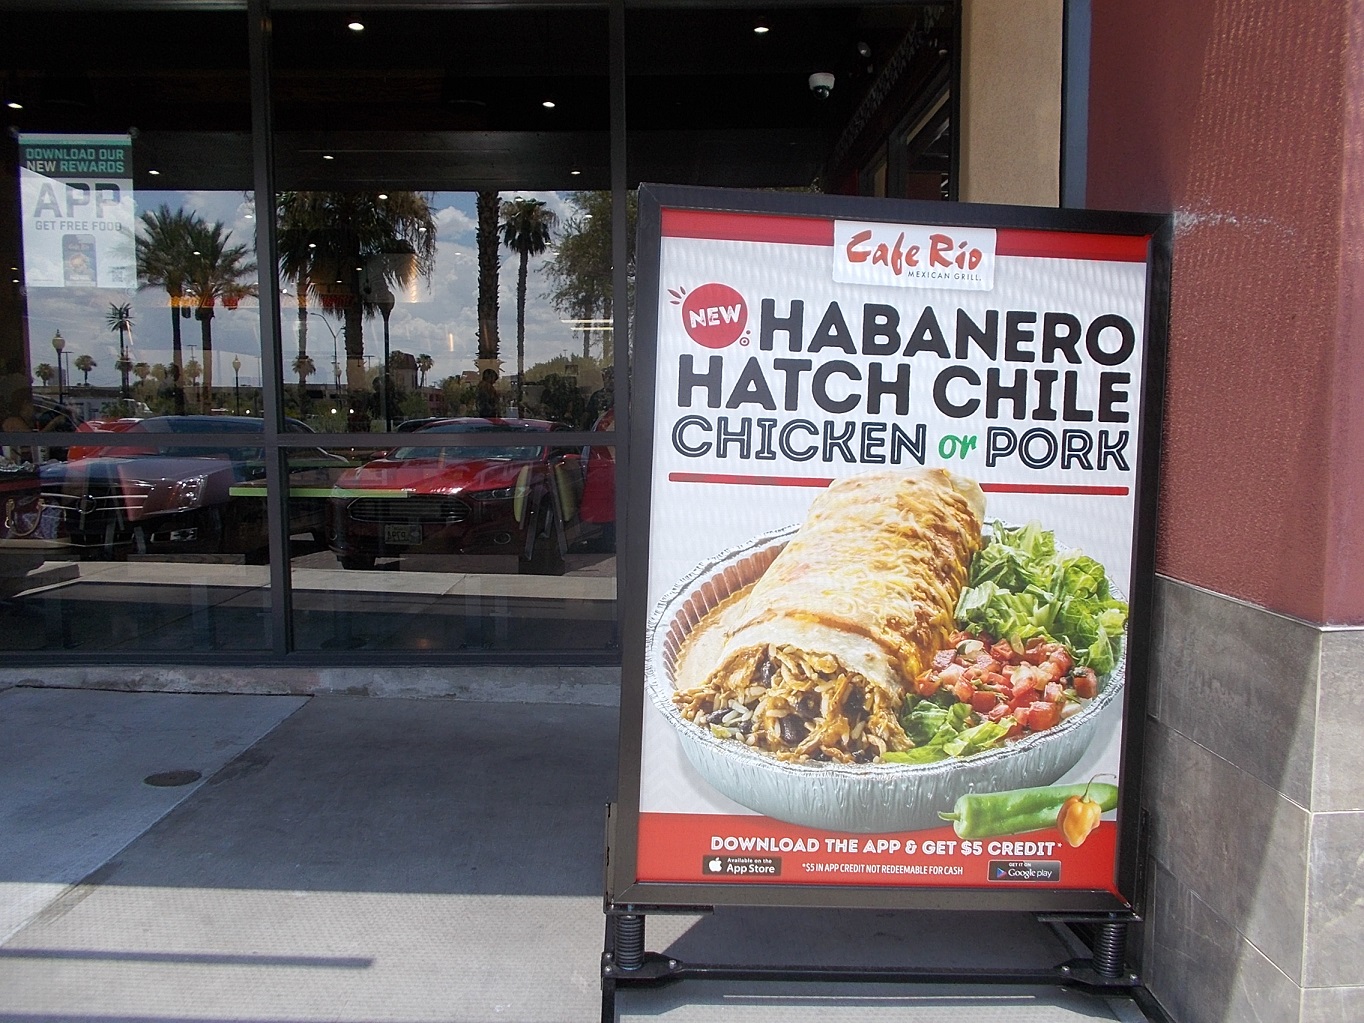 DOWNLOAD OUR
NEW REWARDS
APP
GET FREE FOOD
Cafe Rio
MEXICAN GRILL.
NEW
HABANERO
HATCH CHILE
CHICKEN or PORK
DOWNLOAD THE APP & GET $5 CREDIT*
Available on the
App Store
*$5 IN APP CREDIT NOT REDEEMABLE FOR CASH
GET IT ON
Google play